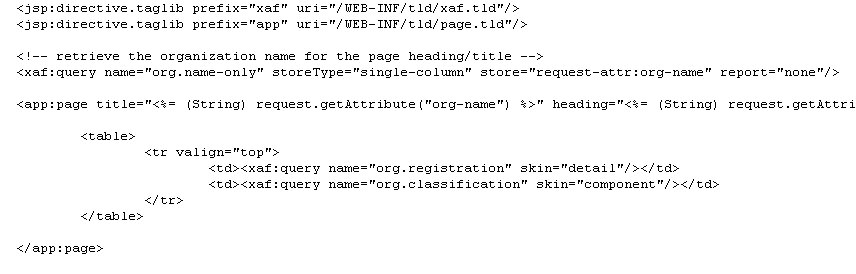 <jsp:directive.taglib prefix="xaf" uri="/WEB-INF/tld/xaf.tld"/>
<jsp:directive.taglib prefix="app" uri="/WEB-INF/tld/page.tld"/>
<!-- retrieve the organization name for the page heading/title -->
<xaf:query name="org.name-only" storeType="single-column" store="request-attr:org-name" report="none"/>
<app:page title="<%= (String) request.getAttribute("org-name") %>" heading="<%= (String) request.getAttri
<table>
<tr valign="top">
<td><xaf:query name="org.registration" skin="detail"/></td>
<td><xaf:query name="org.classification" skin="component"/></td>
</tr>
</table>
</app:page>